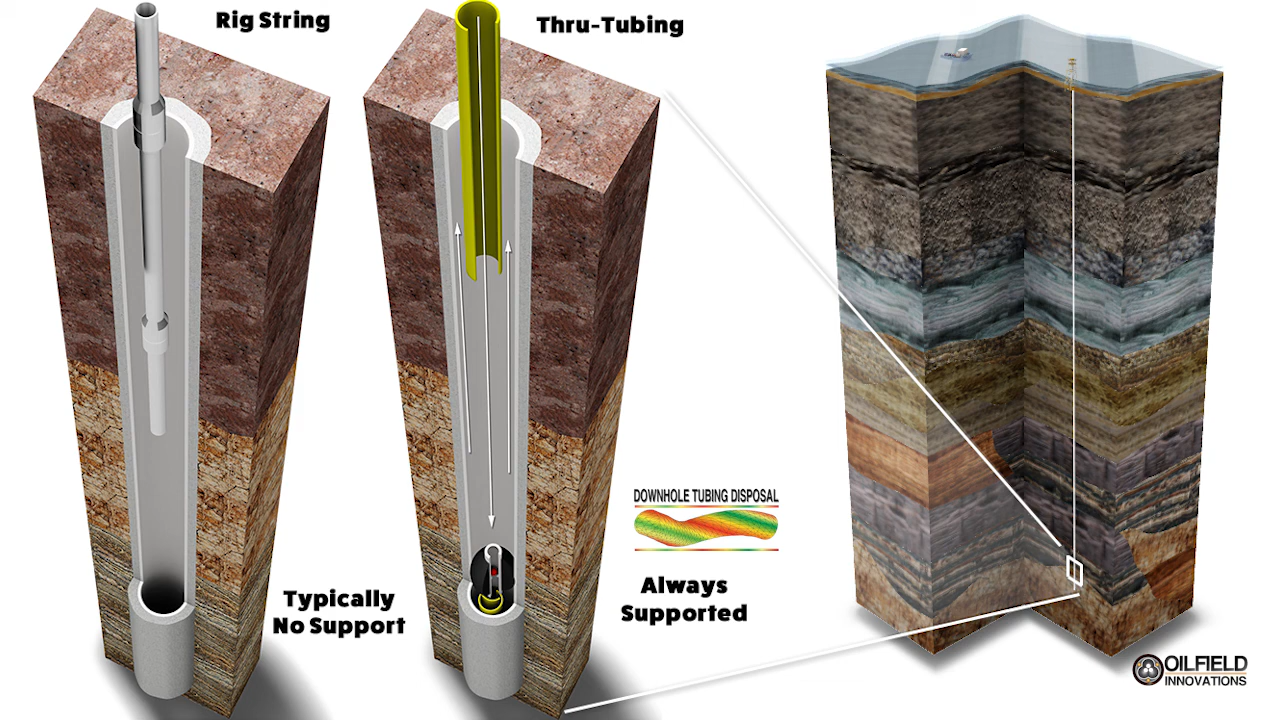 Rig String
Thru-Tubing
DOWNHOLE TUBING DISPOSAL
Always
Supported
Typically
No Support
OILFIELD
INNOVATIONS